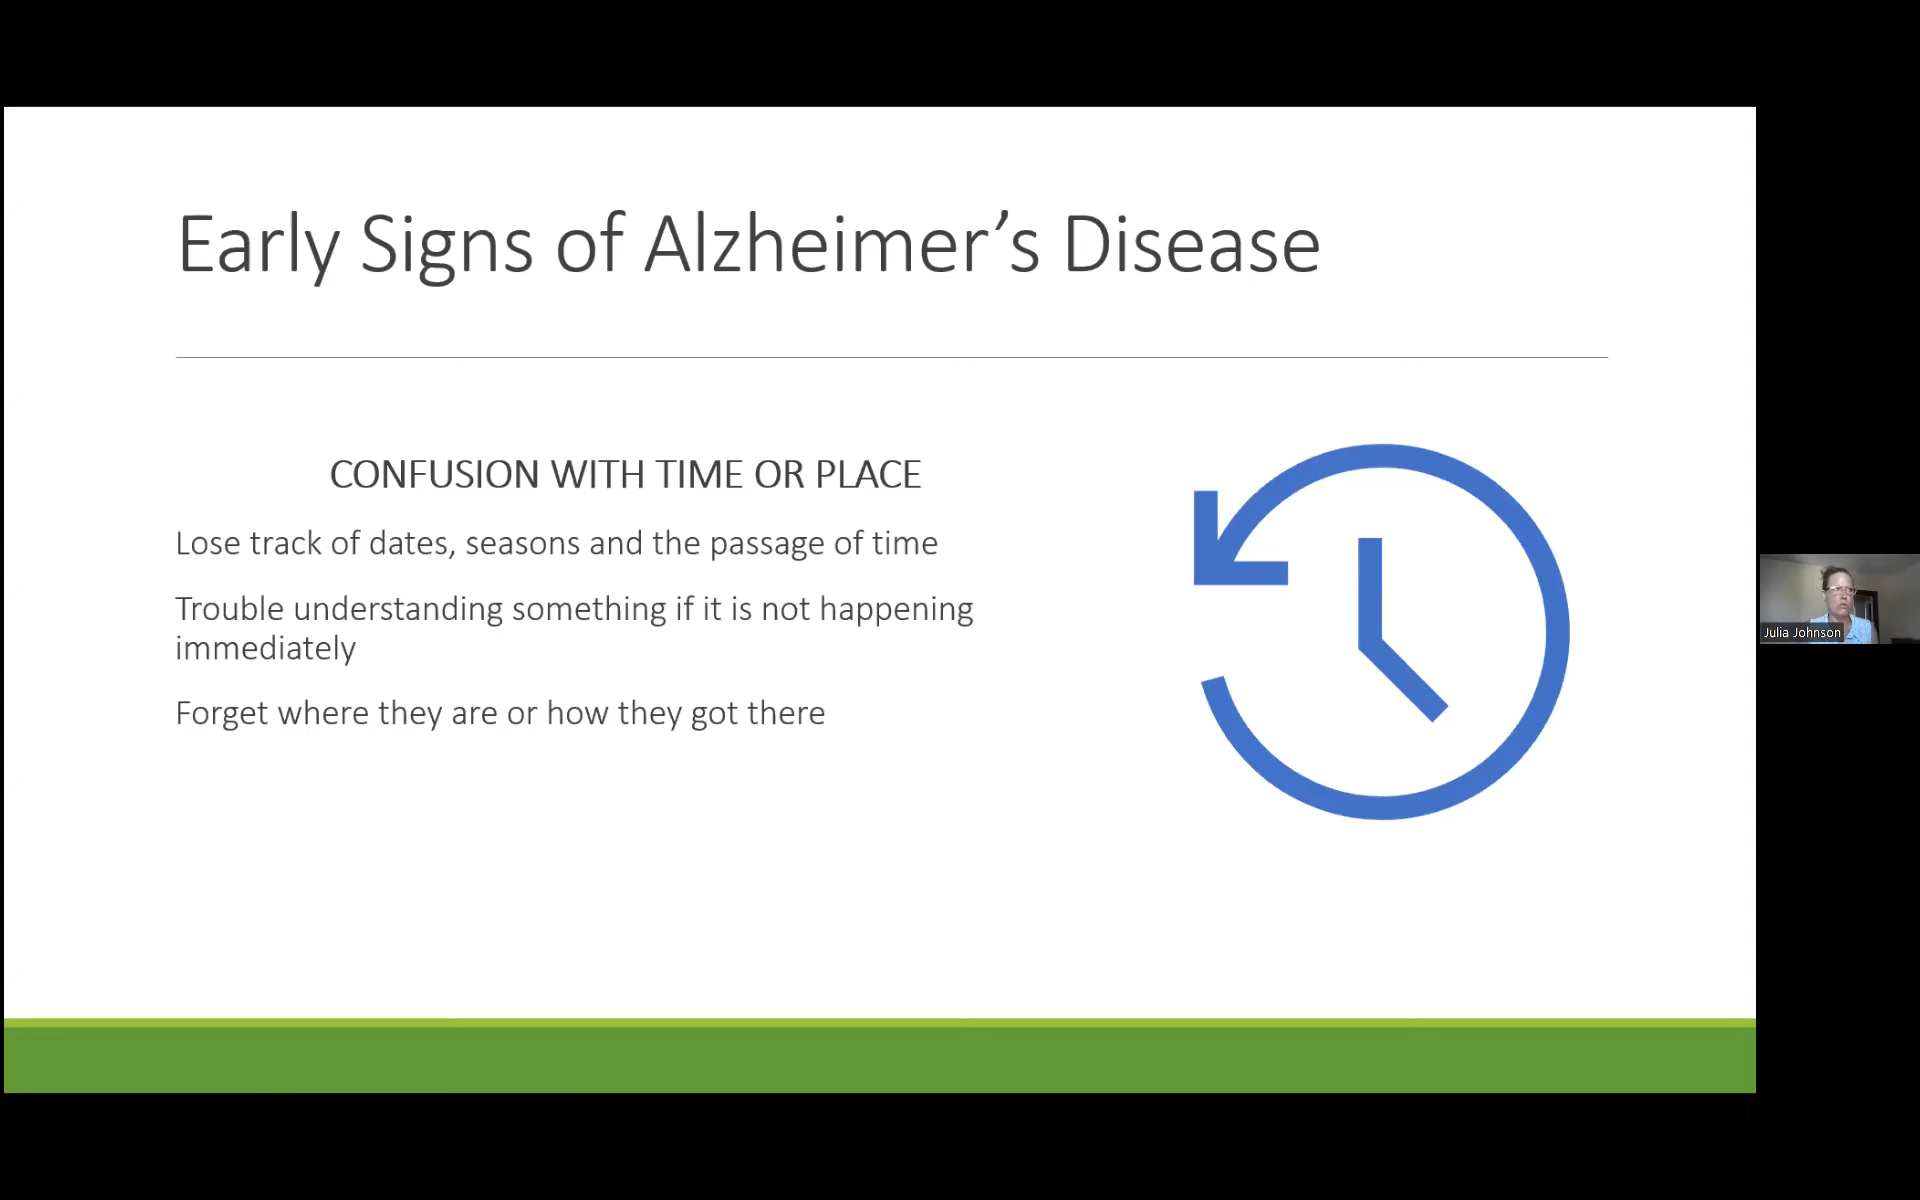 Early Signs of Alzheimer’s Disease
CONFUSION WITH TIME OR PLACE
Lose track of dates, seasons and the passage of time
Trouble understanding something if it is not happening
immediately
Forget where they are or how they got there
Julia Johnson